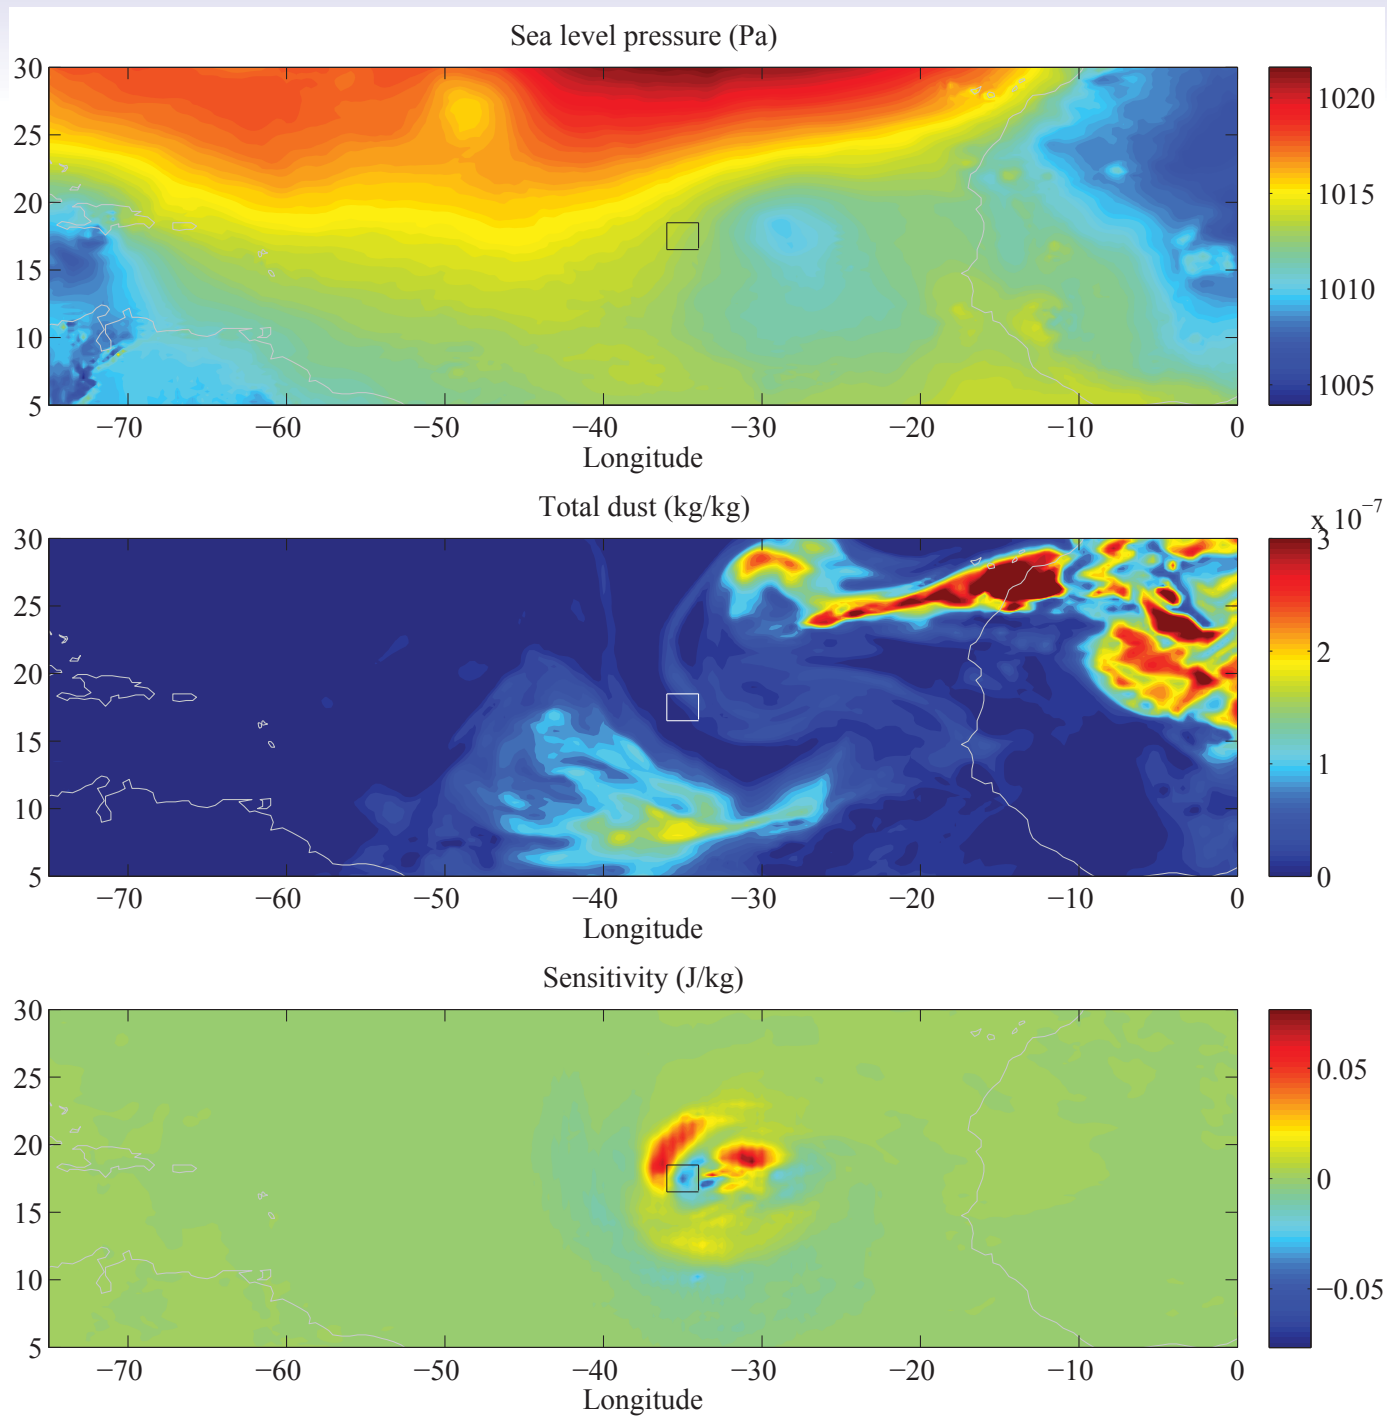 Sea level pressure (Pa)
30
25
20
15
10
5
−70 −60 −50 −40 −30 −20 −10 0
Longitude
1020
1015
1010
1005
Total dust (kg/kg)
30
25
20
15
10
5
−70 −60 −50 −40 −30 −20 −10 0
Longitude
x 10−7
3
2
1
0
Sensitivity (J/kg)
30
25
20
15
10
5
−70 −60 −50 −40 −30 −20 −10 0
Longitude
0.05
0
−0.05